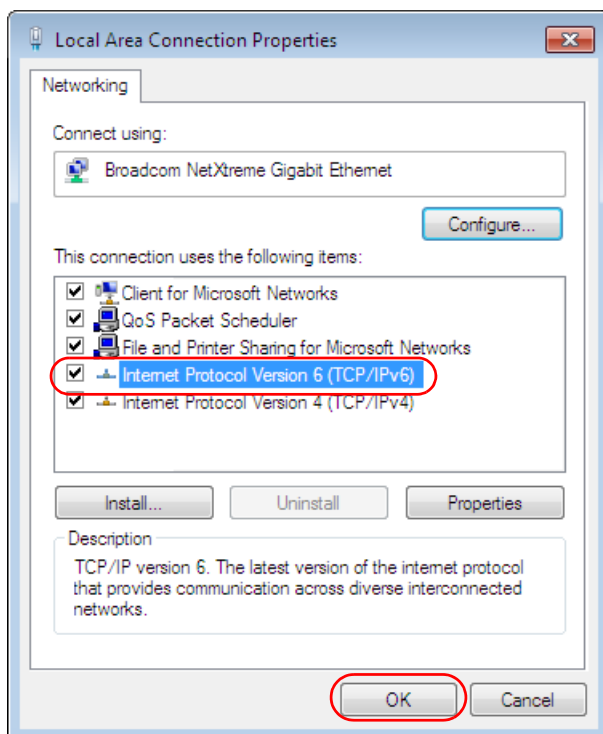 Local Area Connection Properties
Networking
Connect using:
Broadcom NetXtreme Gigabit Ethernet
Configure...
This connection uses the following items:
Client for Microsoft Networks
QoS Packet Scheduler
File and Printer Sharing for Microsoft Networks
Internet Protocol Version 6 (TCP/IPv6)
Internet Protocol Version 4 (TCP/IPv4)
Install...
Uninstall
Properties
Description
TCP/IP version 6. The latest version of the internet protocol
that provides communication across diverse interconnected
networks.
OK
Cancel